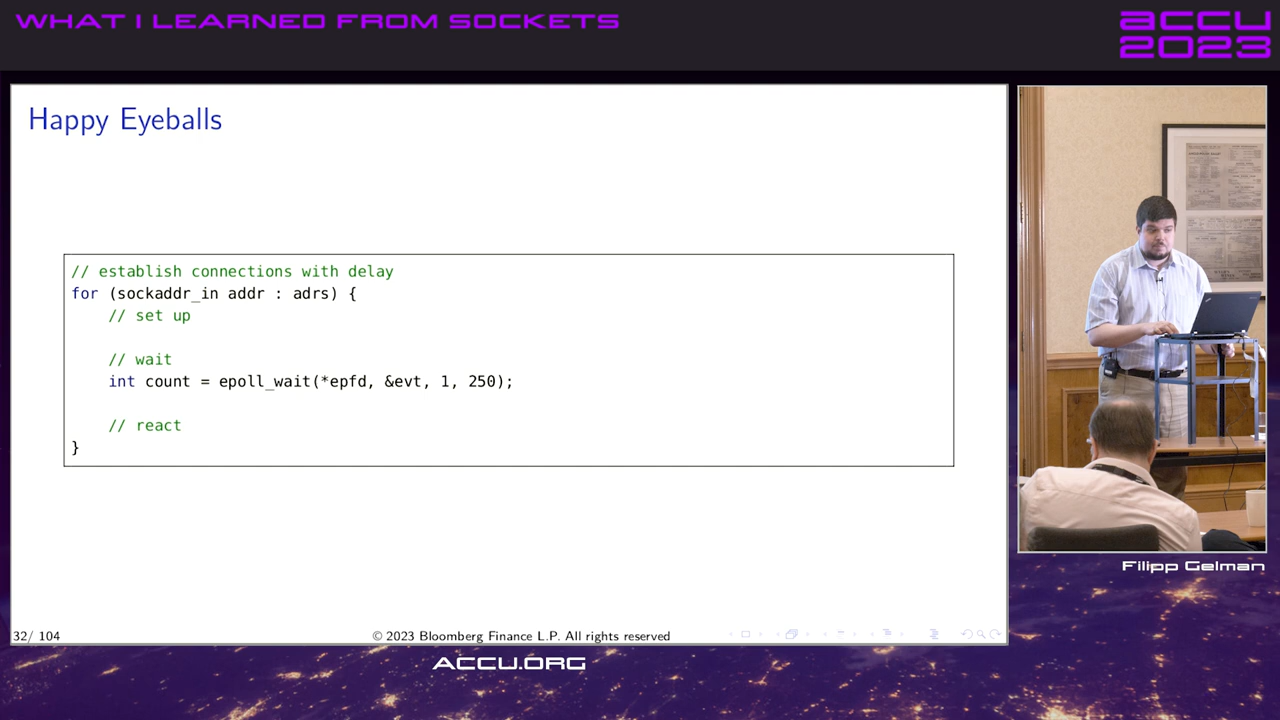 WHAT I LEARNED FROM SOCKETS
ACCU
2023
Happy Eyeballs
// establish connections with delay
for (sockaddr_in addr : adrs) {
// set up
// wait
int count = epoll_wait(*epfd, &evt, 1, 250);
// react
}
32/ 104
© 2023 Bloomberg Finance L.P. All rights reserved
Filipp Gelman
ACCU.ORG